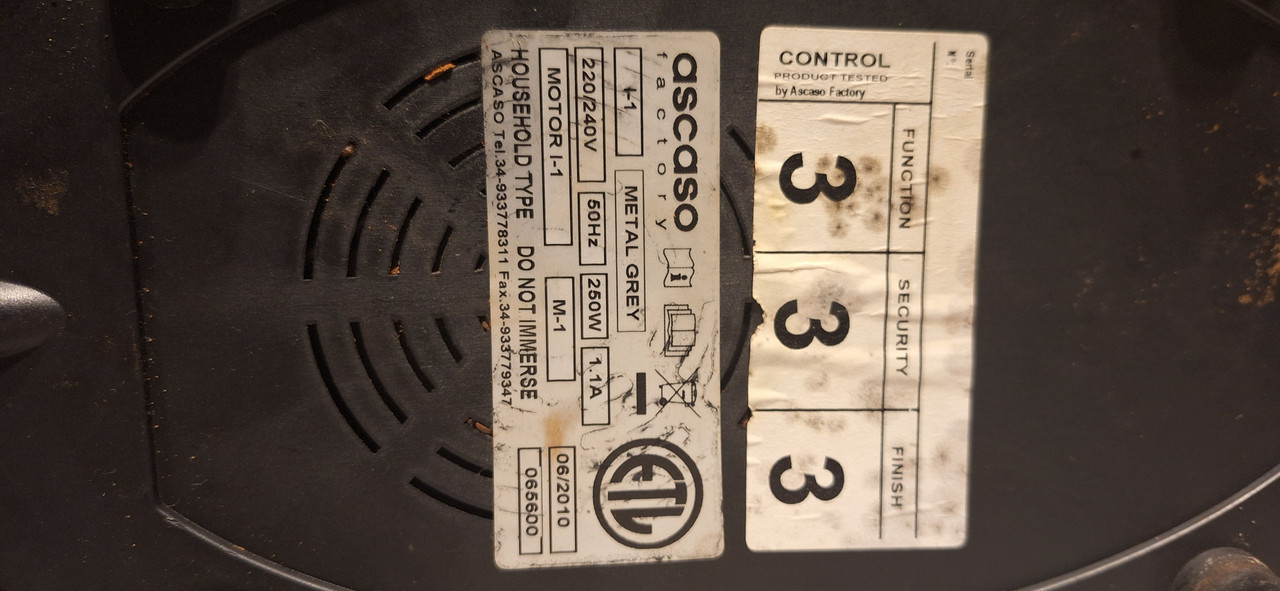 ascaso
factory
I-1
METAL GREY
220/240V
50Hz
250W
1.1A
MOTOR I-1
M-1
HOUSEHOLD TYPE DO NOT IMMERSE
ASCASO Tel.34-933778311 Fax.34-933779347
ETL
06/2010
065600
Serial
Nº:
CONTROL
PRODUCT TESTED
by Ascaso Factory
FUNCTION
SECURITY
FINISH
3
3
3